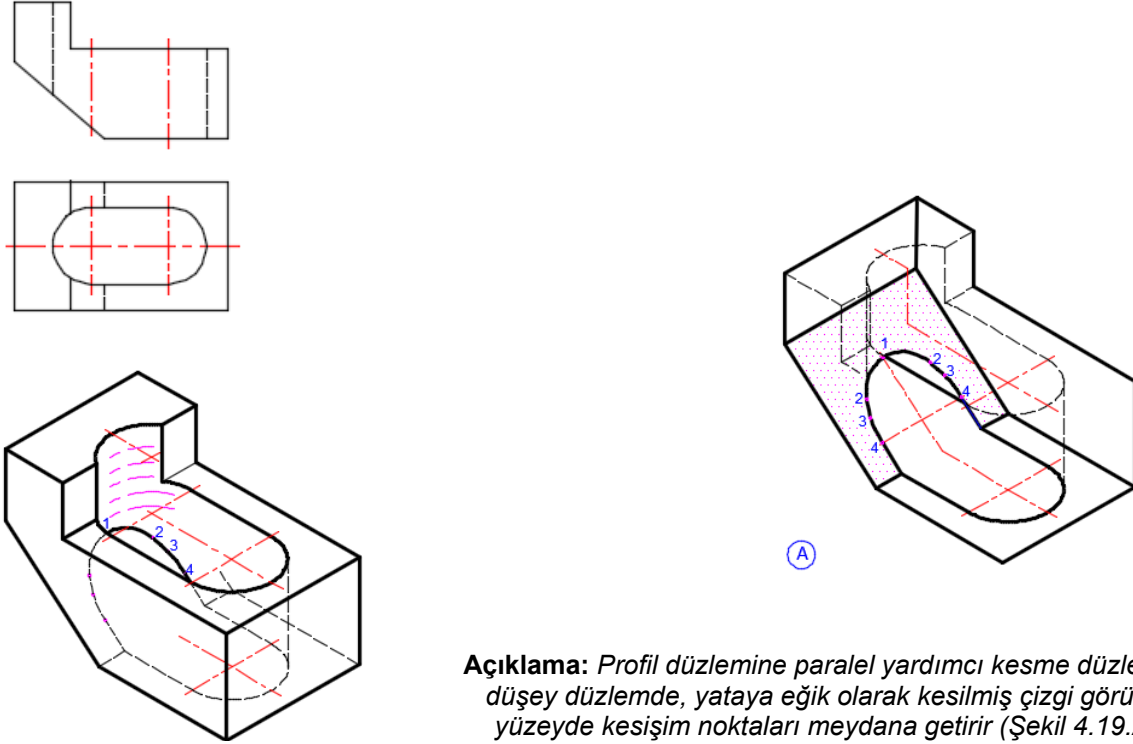 1
2
3
4
1
2
3
4
2
3
4
A
Açıklama: Profil düzlemine paralel yardımcı kesme düzle
düşey düzlemde, yataya eğik olarak kesilmiş çizgi görü
yüzeyde kesişim noktaları meydana getirir (Şekil 4.19.